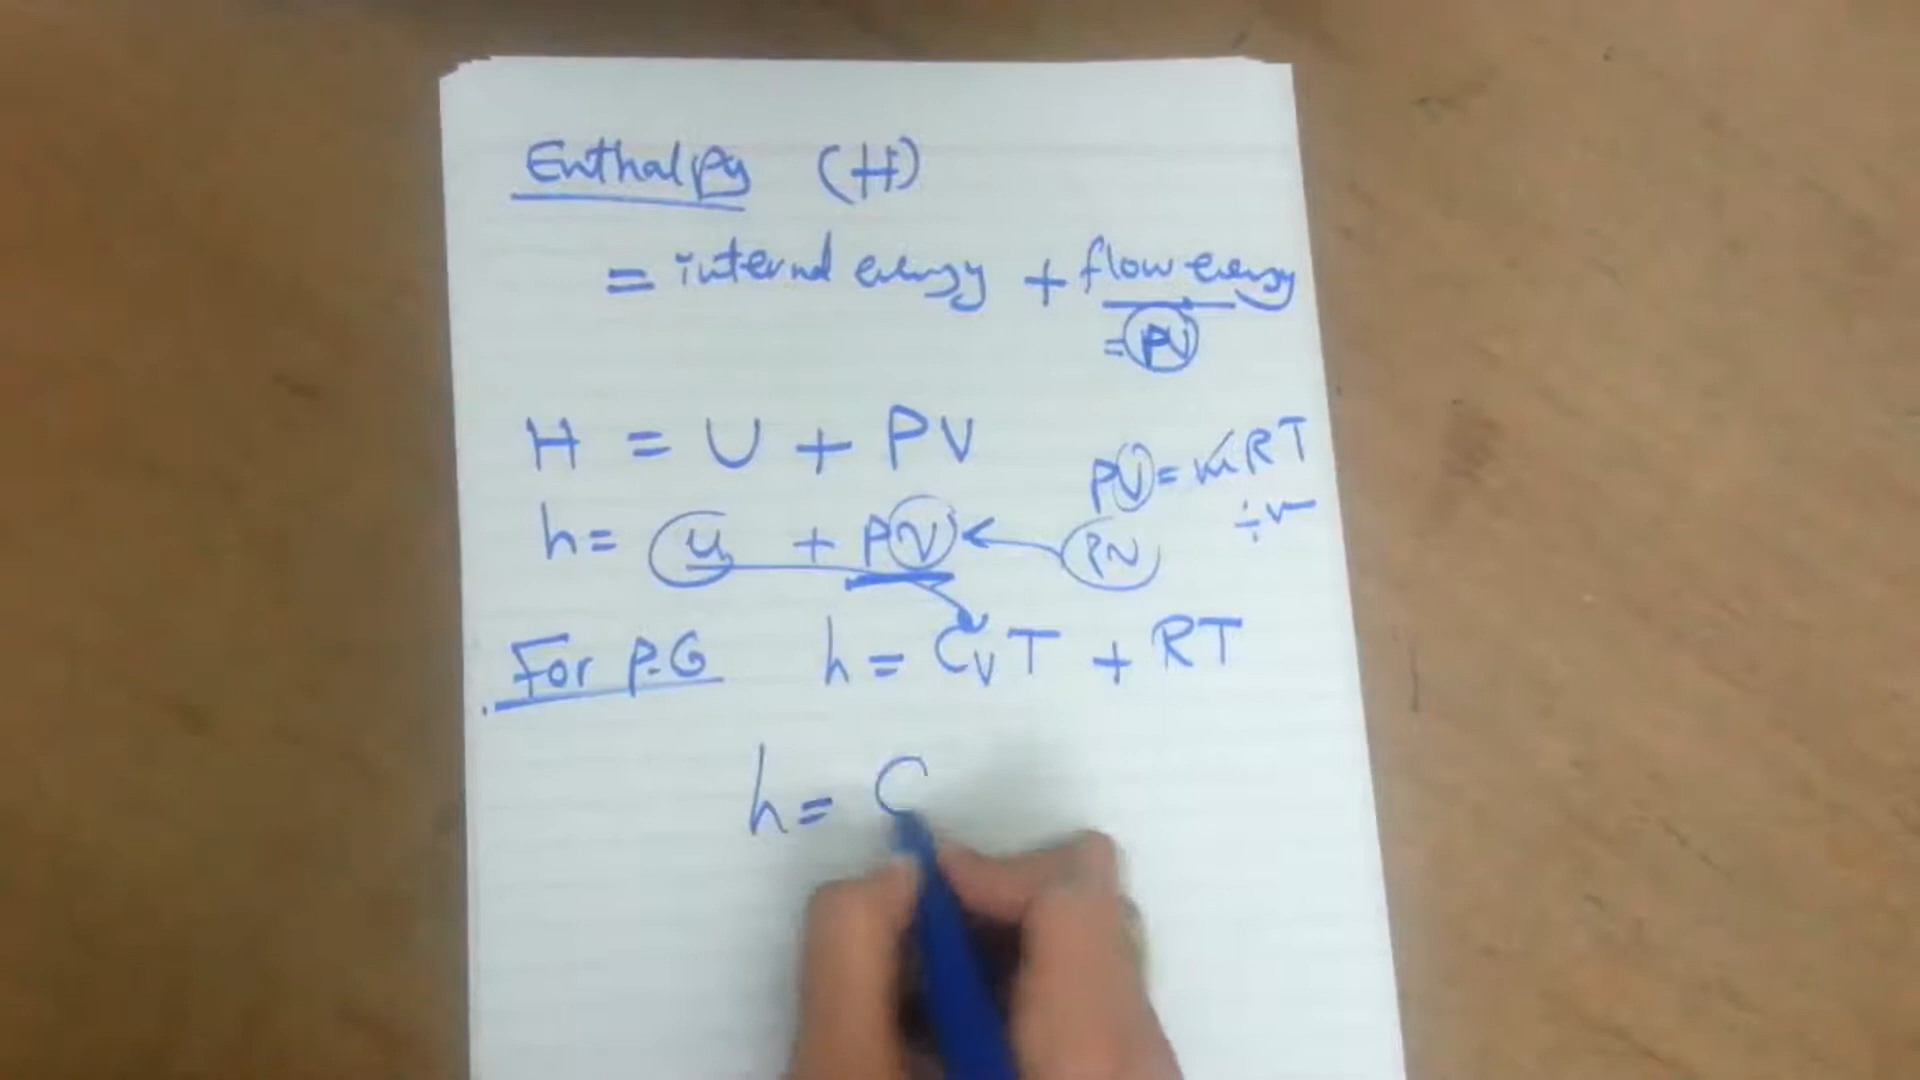 Enthalpy (H)
= internal energy + flow energy
= PV
H = U + PV
PV = mRT
÷m
h = u + Pv ← Pv
For P.G h = CvT + RT
h = C